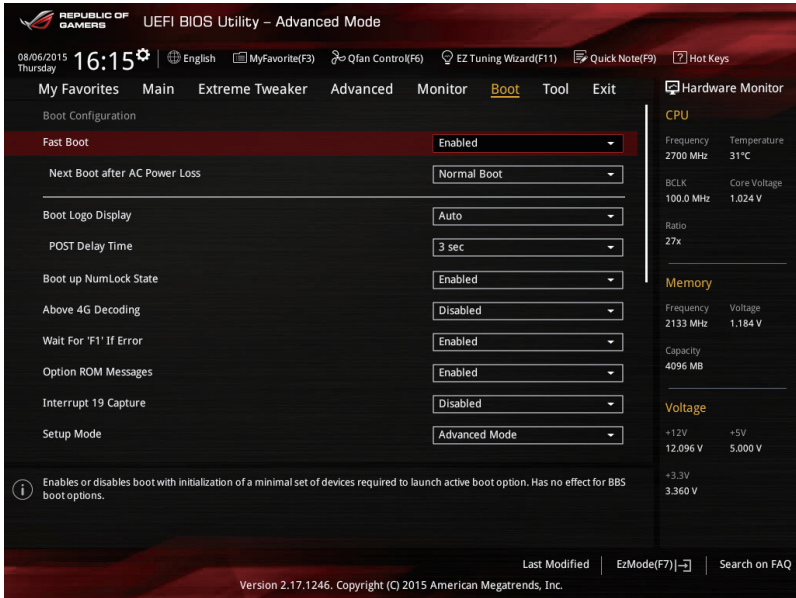 REPUBLIC OF
GAMERS
UEFI BIOS Utility – Advanced Mode
08/06/2015
Thursday
16:15
English
MyFavorite(F3)
Qfan Control(F6)
EZ Tuning Wizard(F11)
Quick Note(F9)
? Hot Keys
My Favorites Main Extreme Tweaker Advanced Monitor Boot Tool Exit
Boot Configuration
Fast Boot Enabled
Next Boot after AC Power Loss Normal Boot
Boot Logo Display Auto
POST Delay Time 3 sec
Boot up NumLock State Enabled
Above 4G Decoding Disabled
Wait For 'F1' If Error Enabled
Option ROM Messages Enabled
Interrupt 19 Capture Disabled
Setup Mode Advanced Mode
i
Enables or disables boot with initialization of a minimal set of devices required to launch active boot option. Has no effect for BBS
boot options.
Hardware Monitor
CPU
Frequency Temperature
2700 MHz 31°C
BCLK Core Voltage
100.0 MHz 1.024 V
Ratio
27x
Memory
Frequency Voltage
2133 MHz 1.184 V
Capacity
4096 MB
Voltage
+12V +5V
12.096 V 5.000 V
+3.3V
3.360 V
Last Modified
EzMode(F7)
Search on FAQ
Version 2.17.1246. Copyright (C) 2015 American Megatrends, Inc.